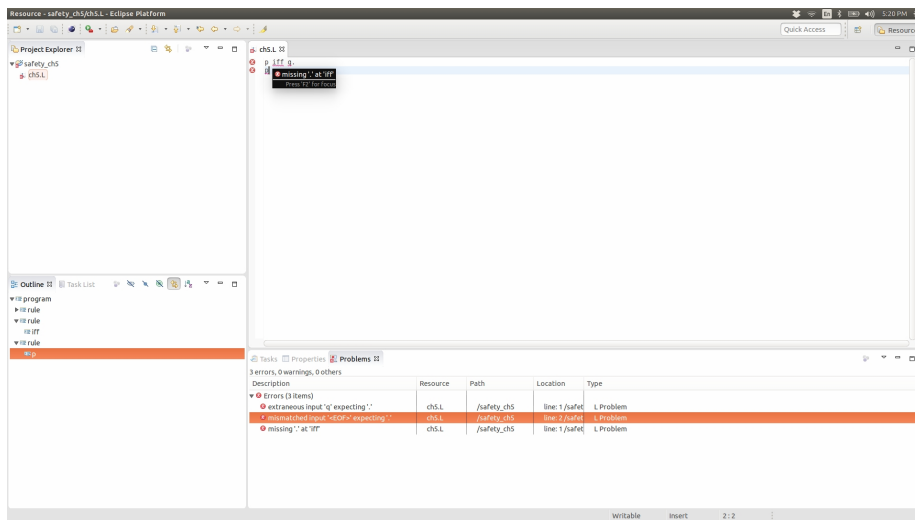 Resource - safety_ch5/ch5.L - Eclipse Platform
En
5:20 PM
Quick Access
Resource
Project Explorer
safety_ch5
ch5.L
ch5.L
p iff q.
missing '.' at 'iff'
Press 'F2' for focus
Outline
Task List
program
rule
rule
iff
rule
p
Tasks
Properties
Problems
3 errors, 0 warnings, 0 others
Description Resource Path Location Type
Errors (3 items)
extraneous input 'q' expecting '.' ch5.L /safety_ch5 line: 1 /safet L Problem
mismatched input '<EOF>' expecting '.' ch5.L /safety_ch5 line: 2 /safet L Problem
missing '.' at 'iff' ch5.L /safety_ch5 line: 1 /safet L Problem
Writable Insert 2 : 2